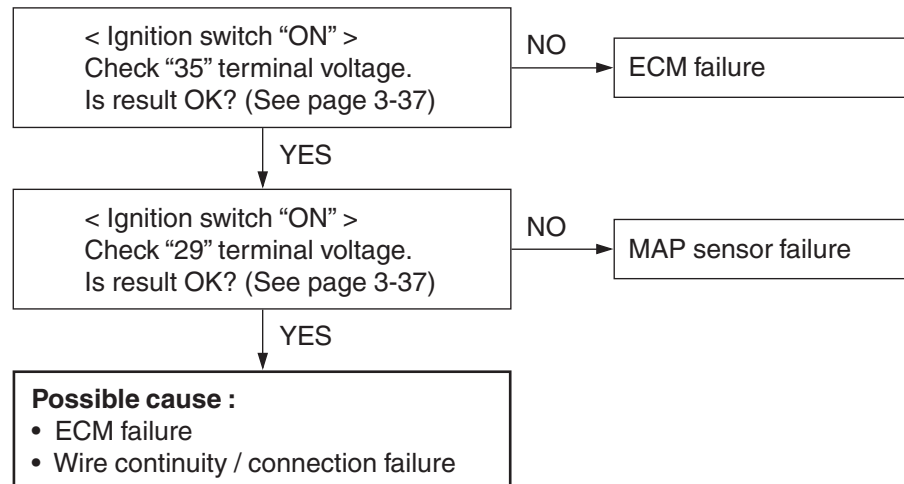 < Ignition switch “ON” >
Check “35” terminal voltage.
Is result OK? (See page 3-37)
NO
ECM failure
YES
< Ignition switch “ON” >
Check “29” terminal voltage.
Is result OK? (See page 3-37)
NO
MAP sensor failure
YES
Possible cause :
• ECM failure
• Wire continuity / connection failure